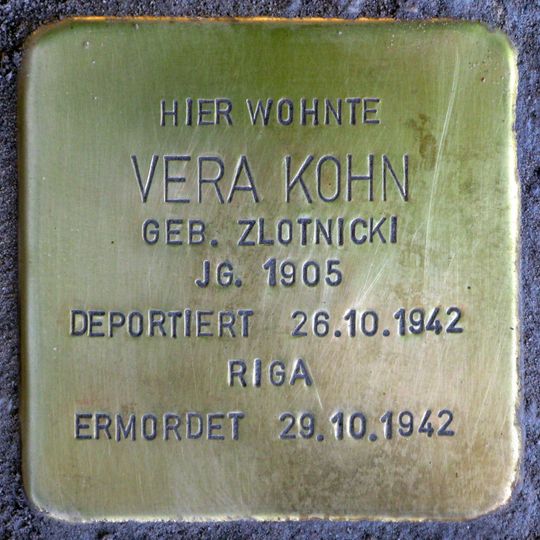 HIER WOHNTE
VERA KOHN
GEB. ZLOTNICKI
JG. 1905
DEPORTIERT 26.10.1942
RIGA
ERMORDET 29.10.1942